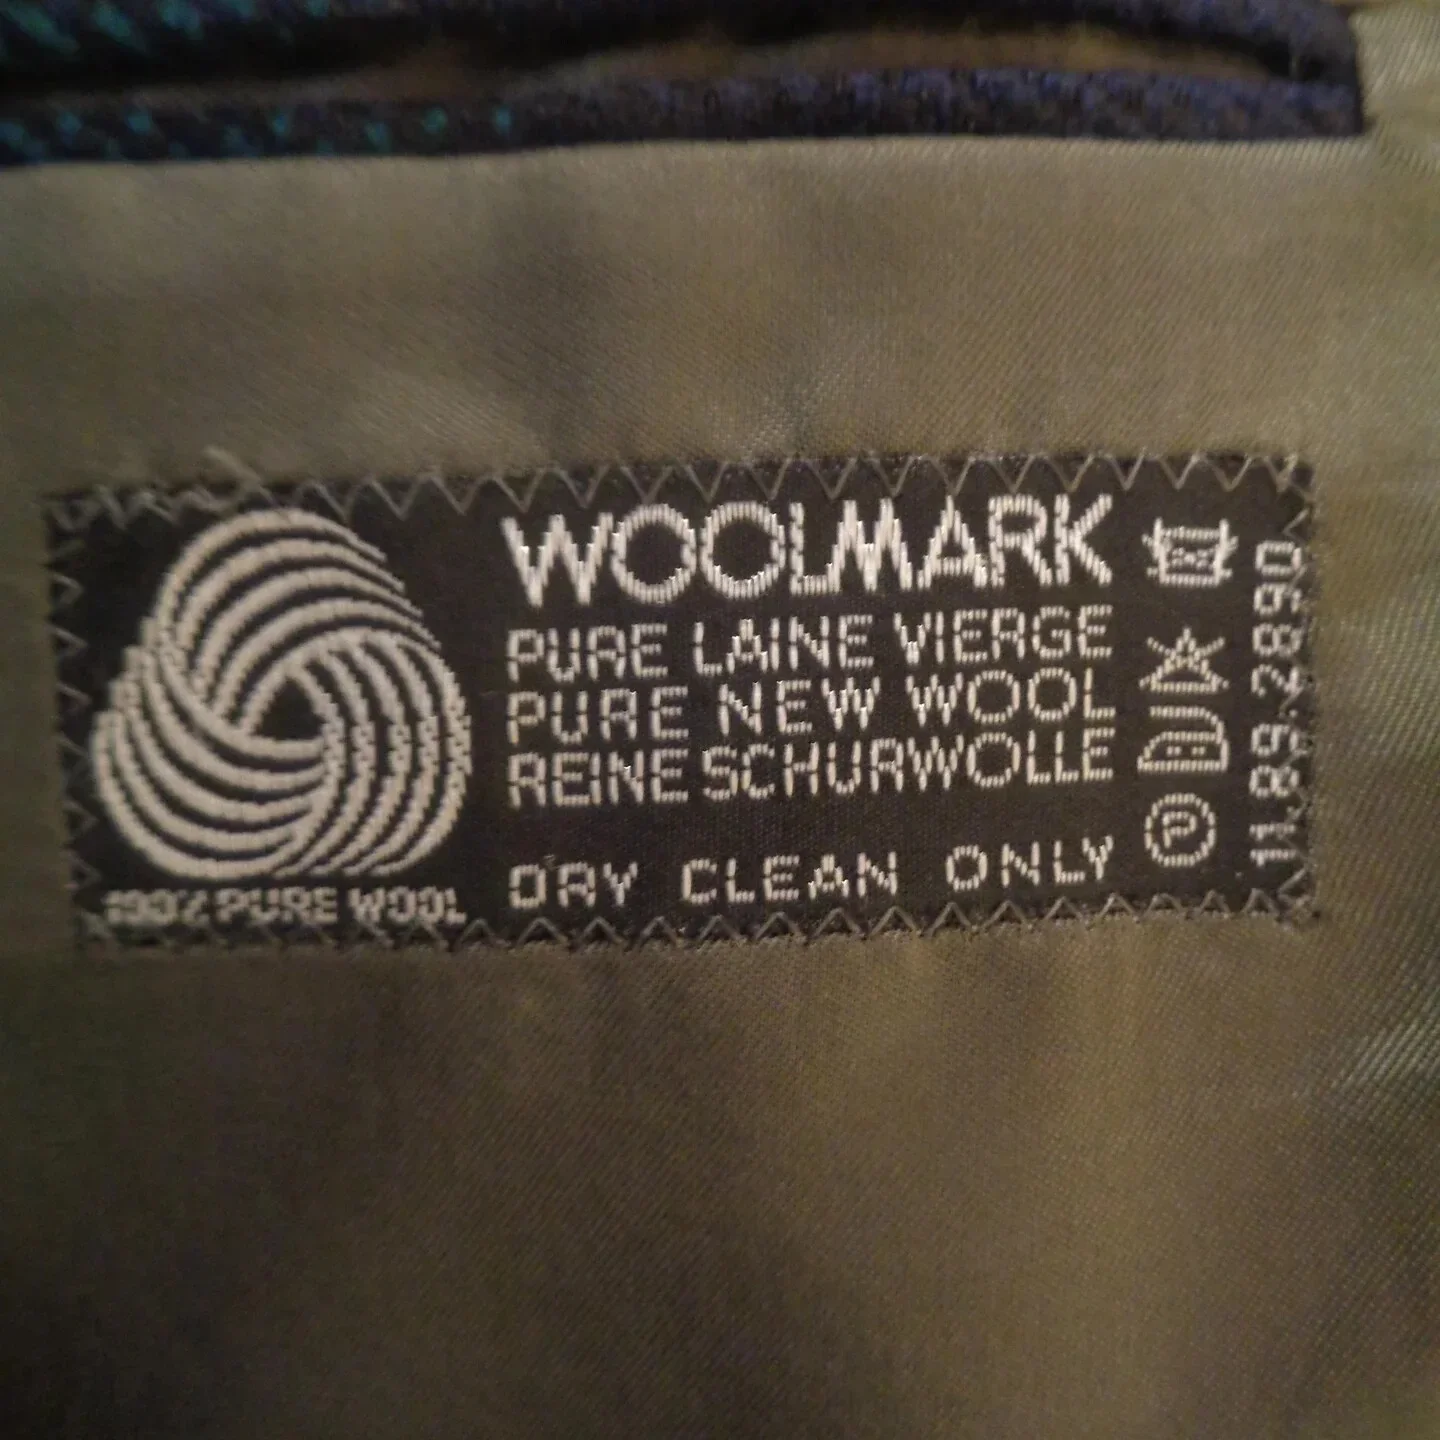 WOOLMARK
PURE LAINE VIERGE
PURE NEW WOOL
REINE SCHURWOLLE
DRY CLEAN ONLY
100% PURE WOOL
P
11.89.2890